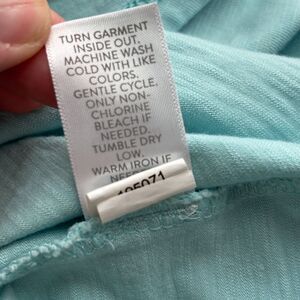 TURN GARMENT
INSIDE OUT.
MACHINE WASH
COLD WITH LIKE
COLORS.
GENTLE CYCLE.
ONLY NON-
CHLORINE
BLEACH IF
NEEDED.
TUMBLE DRY
LOW.
WARM IRON IF